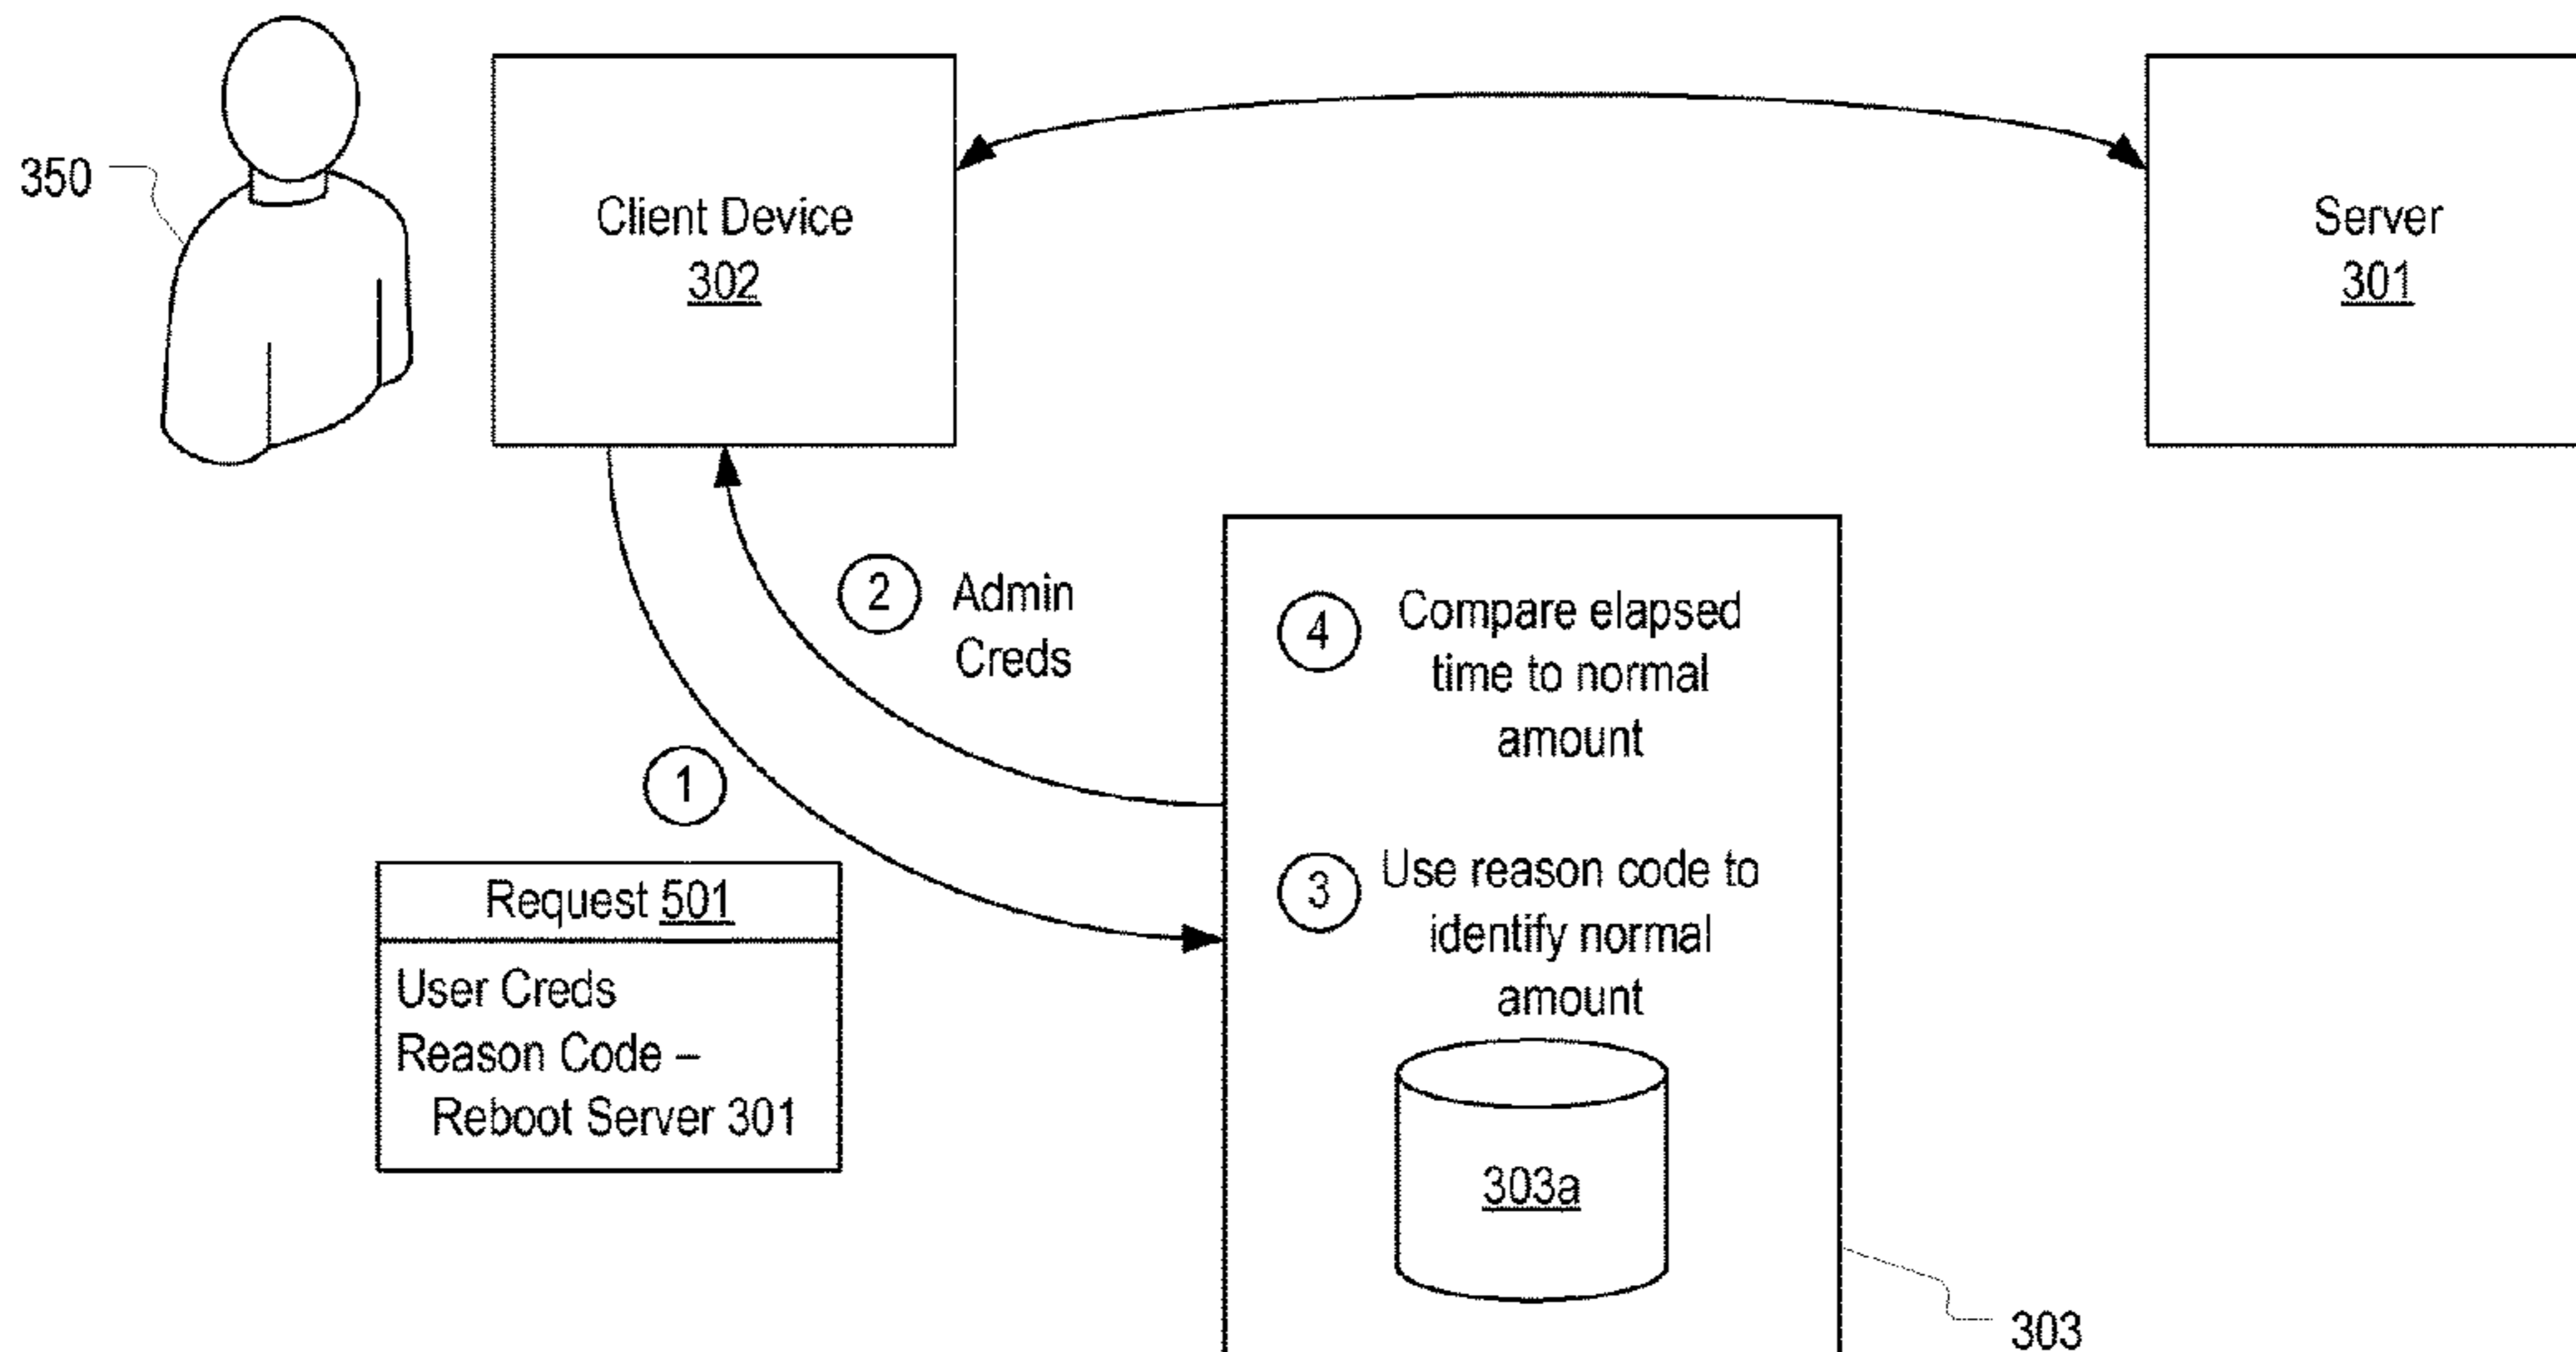 350
Client Device
302
Server
301
2 Admin
Creds
1
Request 501
User Creds
Reason Code –
Reboot Server 301
4 Compare elapsed
time to normal
amount
3 Use reason code to
identify normal
amount
303a
303